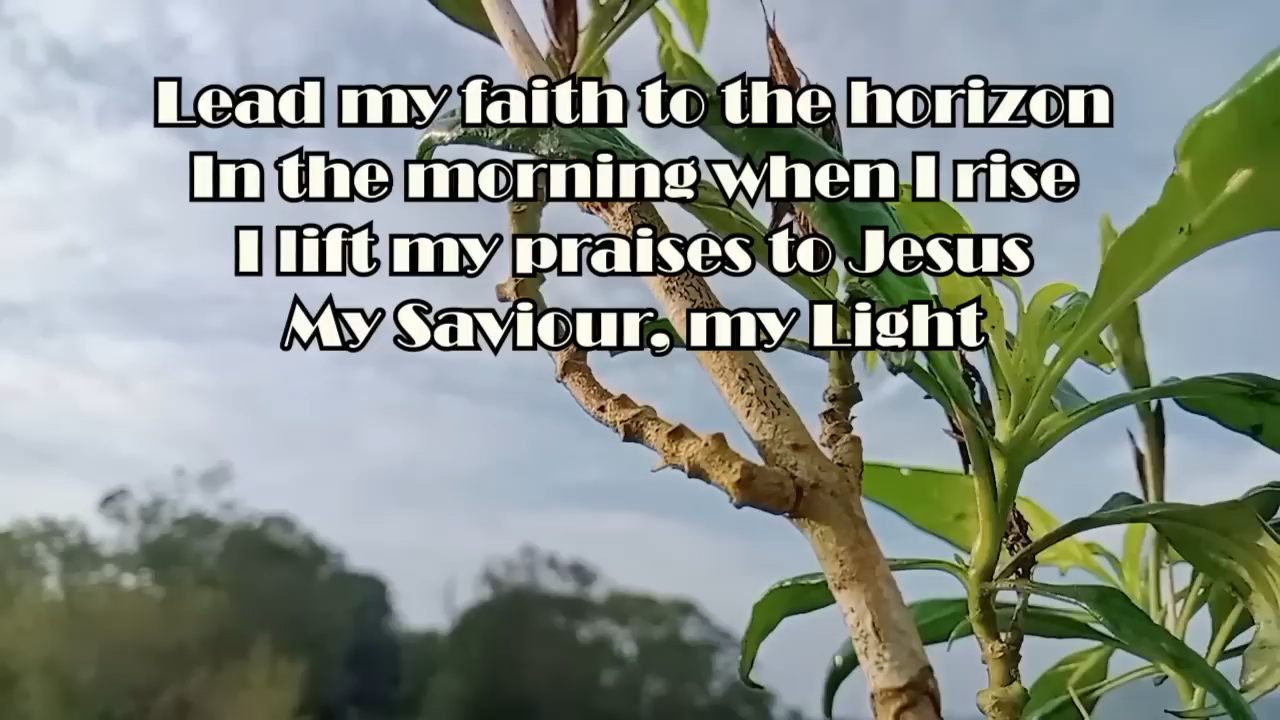 Lead my faith to the horizon
In the morning when I rise
I lift my praises to Jesus
My Saviour, my Light